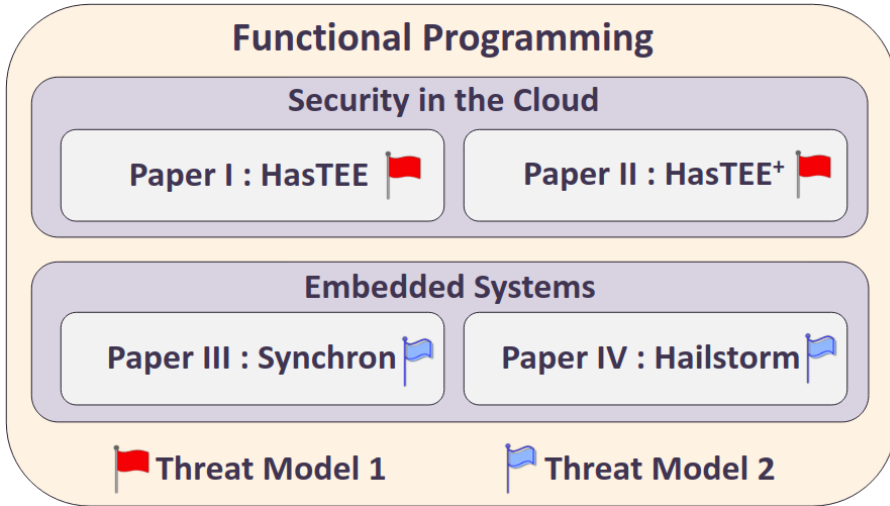 Functional Programming
Security in the Cloud
Paper I : HasTEE
Paper II : HasTEE⁺
Embedded Systems
Paper III : Synchron
Paper IV : Hailstorm
Threat Model 1
Threat Model 2